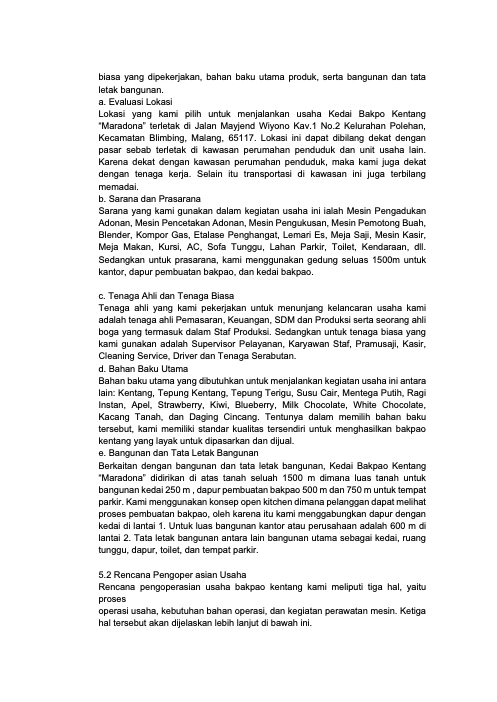 biasa yang dipekerjakan, bahan baku utama produk, serta bangunan dan tata
letak bangunan.
a. Evaluasi Lokasi
Lokasi yang kami pilih untuk menjalankan usaha Kedai Bakpo Kentang
“Maradona” terletak di Jalan Mayjend Wiyono Kav.1 No.2 Kelurahan Polehan,
Kecamatan Blimbing, Malang, 65117. Lokasi ini dapat dibilang dekat dengan
pasar sebab terletak di kawasan perumahan penduduk dan unit usaha lain.
Karena dekat dengan kawasan perumahan penduduk, maka kami juga dekat
dengan tenaga kerja. Selain itu transportasi di kawasan ini juga terbilang
memadai.
b. Sarana dan Prasarana
Sarana yang kami gunakan dalam kegiatan usaha ini ialah Mesin Pengadukan
Adonan, Mesin Pencetakan Adonan, Mesin Pengukusan, Mesin Pemotong Buah,
Blender, Kompor Gas, Etalase Penghangat, Lemari Es, Meja Saji, Mesin Kasir,
Meja Makan, Kursi, AC, Sofa Tunggu, Lahan Parkir, Toilet, Kendaraan, dll.
Sedangkan untuk prasarana, kami menggunakan gedung seluas 1500m untuk
kantor, dapur pembuatan bakpao, dan kedai bakpao.
c. Tenaga Ahli dan Tenaga Biasa
Tenaga ahli yang kami pekerjakan untuk menunjang kelancaran usaha kami
adalah tenaga ahli Pemasaran, Keuangan, SDM dan Produksi serta seorang ahli
boga yang termasuk dalam Staf Produksi. Sedangkan untuk tenaga biasa yang
kami gunakan adalah Supervisor Pelayanan, Karyawan Staf, Pramusaji, Kasir,
Cleaning Service, Driver dan Tenaga Serabutan.
d. Bahan Baku Utama
Bahan baku utama yang dibutuhkan untuk menjalankan kegiatan usaha ini antara
lain: Kentang, Tepung Kentang, Tepung Terigu, Susu Cair, Mentega Putih, Ragi
Instan, Apel, Strawberry, Kiwi, Blueberry, Milk Chocolate, White Chocolate,
Kacang Tanah, dan Daging Cincang. Tentunya dalam memilih bahan baku
tersebut, kami memiliki standar kualitas tersendiri untuk menghasilkan bakpao
kentang yang layak untuk dipasarkan dan dijual.
e. Bangunan dan Tata Letak Bangunan
Berkaitan dengan bangunan dan tata letak bangunan, Kedai Bakpao Kentang
“Maradona” didirikan di atas tanah seluah 1500 m dimana luas tanah untuk
bangunan kedai 250 m , dapur pembuatan bakpao 500 m dan 750 m untuk tempat
parkir. Kami menggunakan konsep open kitchen dimana pelanggan dapat melihat
proses pembuatan bakpao, oleh karena itu kami menggabungkan dapur dengan
kedai di lantai 1. Untuk luas bangunan kantor atau perusahaan adalah 600 m di
lantai 2. Tata letak bangunan antara lain bangunan utama sebagai kedai, ruang
tunggu, dapur, toilet, dan tempat parkir.
5.2 Rencana Pengoper asian Usaha
Rencana pengoperasian usaha bakpao kentang kami meliputi tiga hal, yaitu
proses
operasi usaha, kebutuhan bahan operasi, dan kegiatan perawatan mesin. Ketiga
hal tersebut akan dijelaskan lebih lanjut di bawah ini.